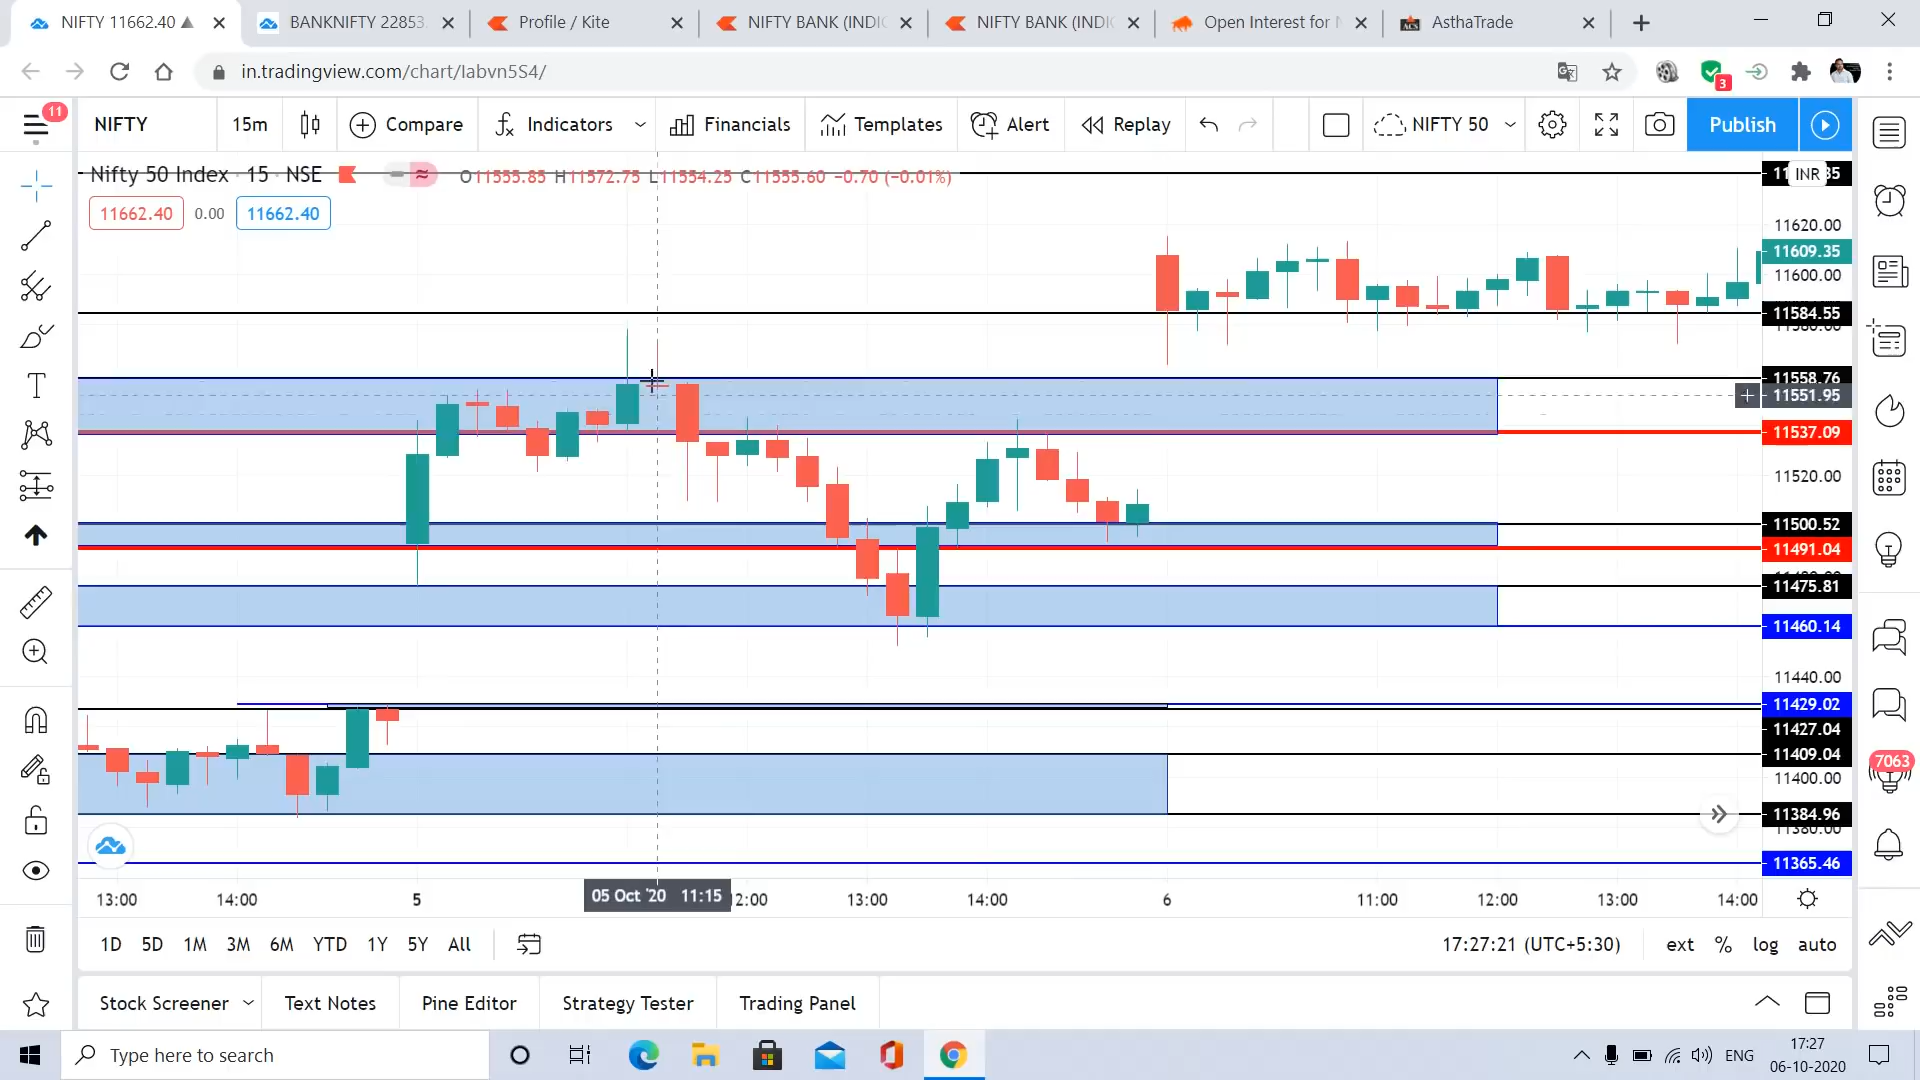 NIFTY 11662.40 ▲
BANKNIFTY 22853.
Profile / Kite
NIFTY BANK (INDIC
NIFTY BANK (INDIC
Open Interest for N
AsthaTrade
in.tradingview.com/chart/Iabvn5S4/
3
11
NIFTY
15m
Compare
Indicators
Financials
Templates
Alert
Replay
NIFTY 50
Publish
Nifty 50 Index · 15 · NSE
O11555.85 H11572.75 L11554.25 C11555.60 −0.70 (−0.01%)
INR
11662.40
0.00
11662.40
11620.00
11609.35
11600.00
11584.55
11558.76
11551.95
11537.09
11520.00
11500.52
11491.04
11475.81
11460.14
11440.00
11429.02
11427.04
11409.04
11400.00
11384.96
11380.00
11365.46
7063
13:00
14:00
5
05 Oct '20 11:15
2:00
13:00
14:00
6
11:00
12:00
13:00
14:00
1D
5D
1M
3M
6M
YTD
1Y
5Y
All
17:27:21 (UTC+5:30)
ext
%
log
auto
Stock Screener
Text Notes
Pine Editor
Strategy Tester
Trading Panel
Type here to search
ENG
17:27
06-10-2020